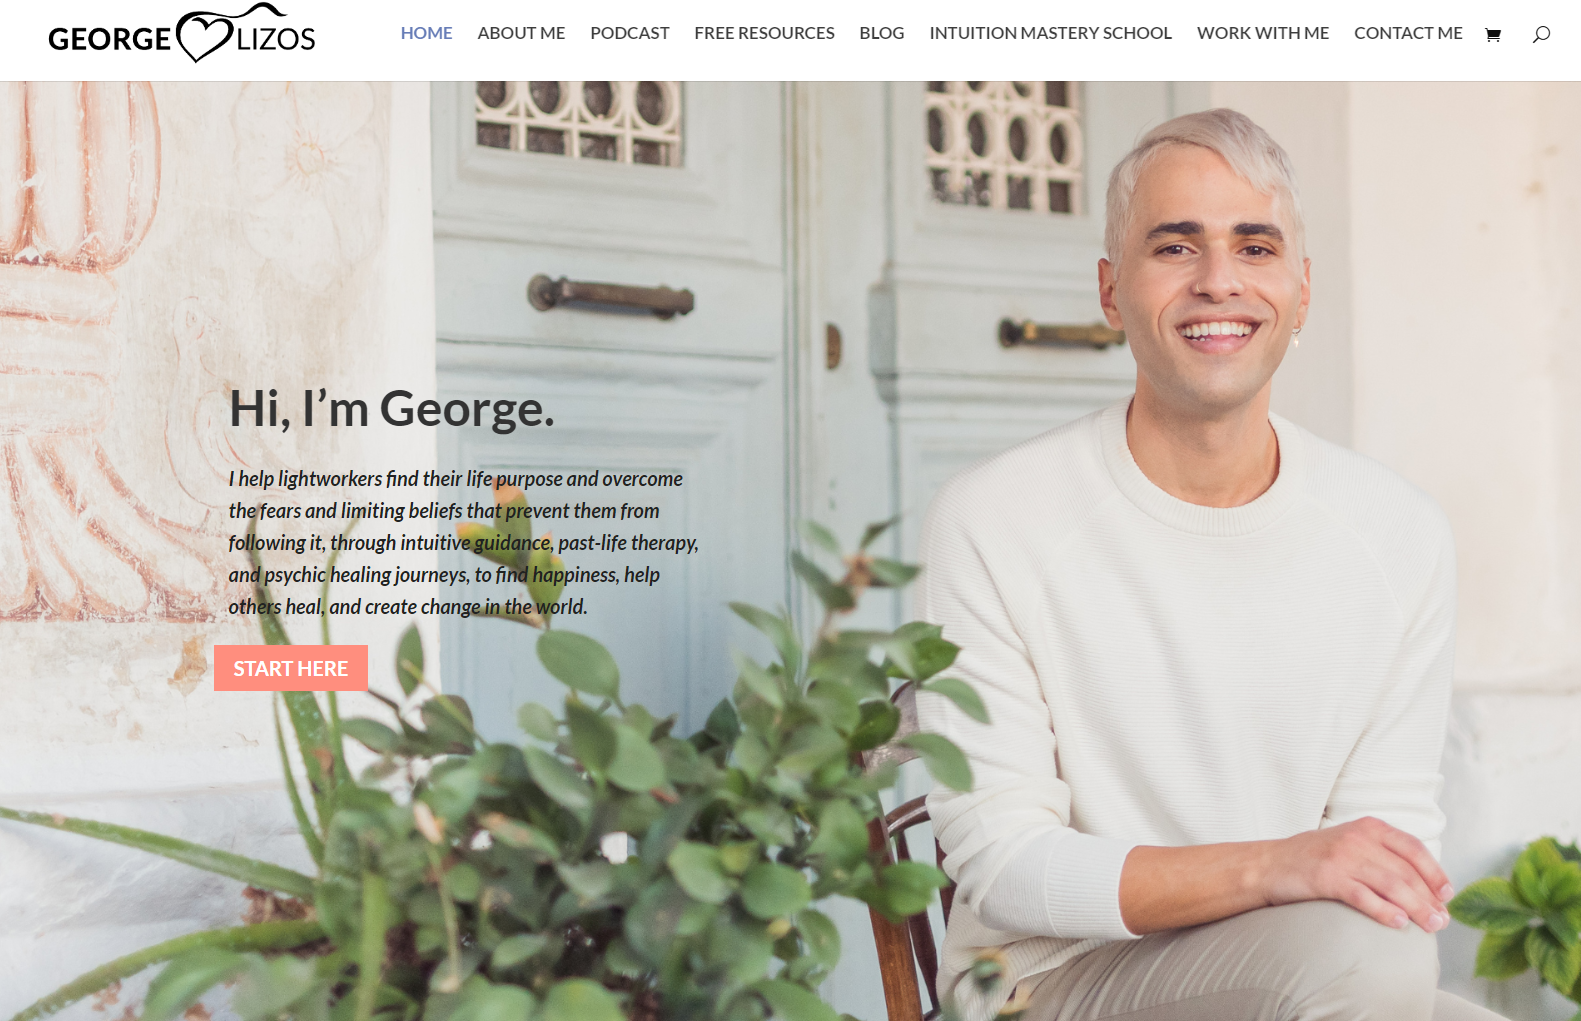 GEORGE LIZOS
HOME ABOUT ME PODCAST FREE RESOURCES BLOG INTUITION MASTERY SCHOOL WORK WITH ME CONTACT ME
Hi, I’m George.
I help lightworkers find their life purpose and overcome
the fears and limiting beliefs that prevent them from
following it, through intuitive guidance, past-life therapy,
and psychic healing journeys, to find happiness, help
others heal, and create change in the world.
START HERE